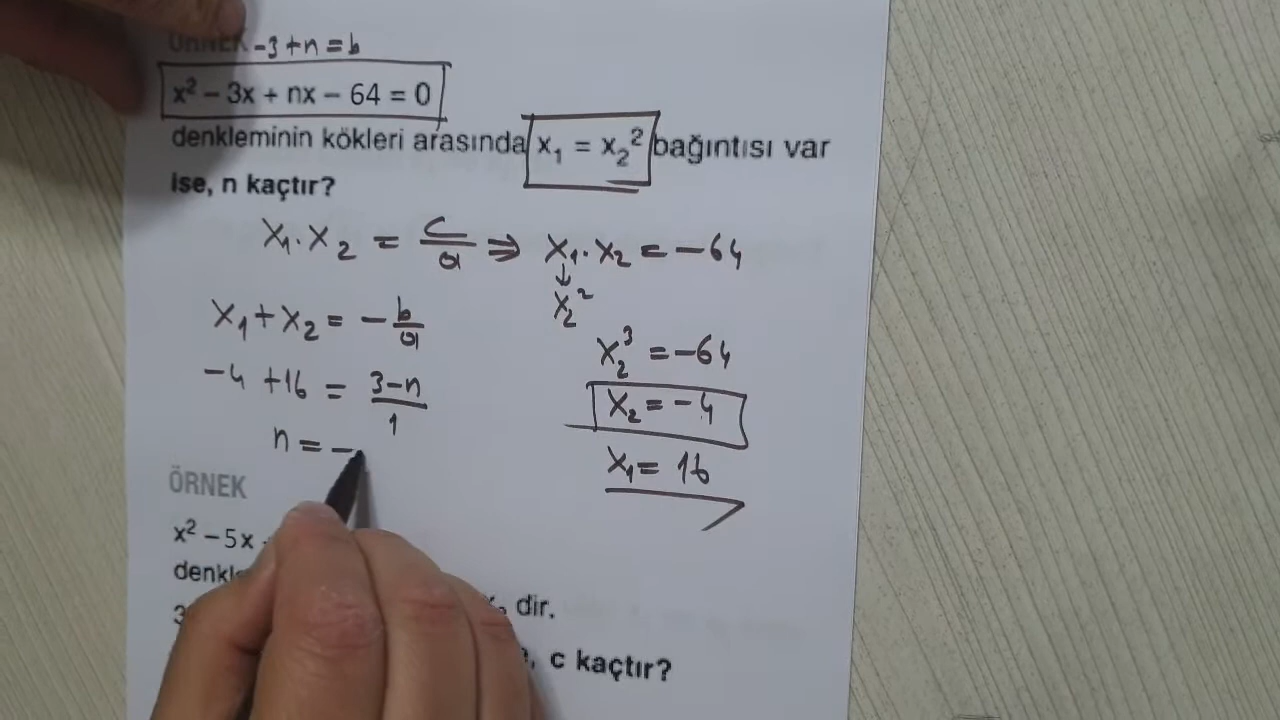 ÖRNEK -3+n=b
x² - 3x + nx - 64 = 0
denkleminin kökleri arasında x₁ = x₂² bağıntısı var
ise, n kaçtır?
x₁.x₂ = c/a ⇒ x₁.x₂ = -64
↓
x₂²
x₁+x₂ = -b/a
x₂³ = -64
-4 +16 = 3-n/1
x₂ = -4
n = -
x₁ = 16
ÖRNEK
x² - 5x
dir.
c kaçtır?